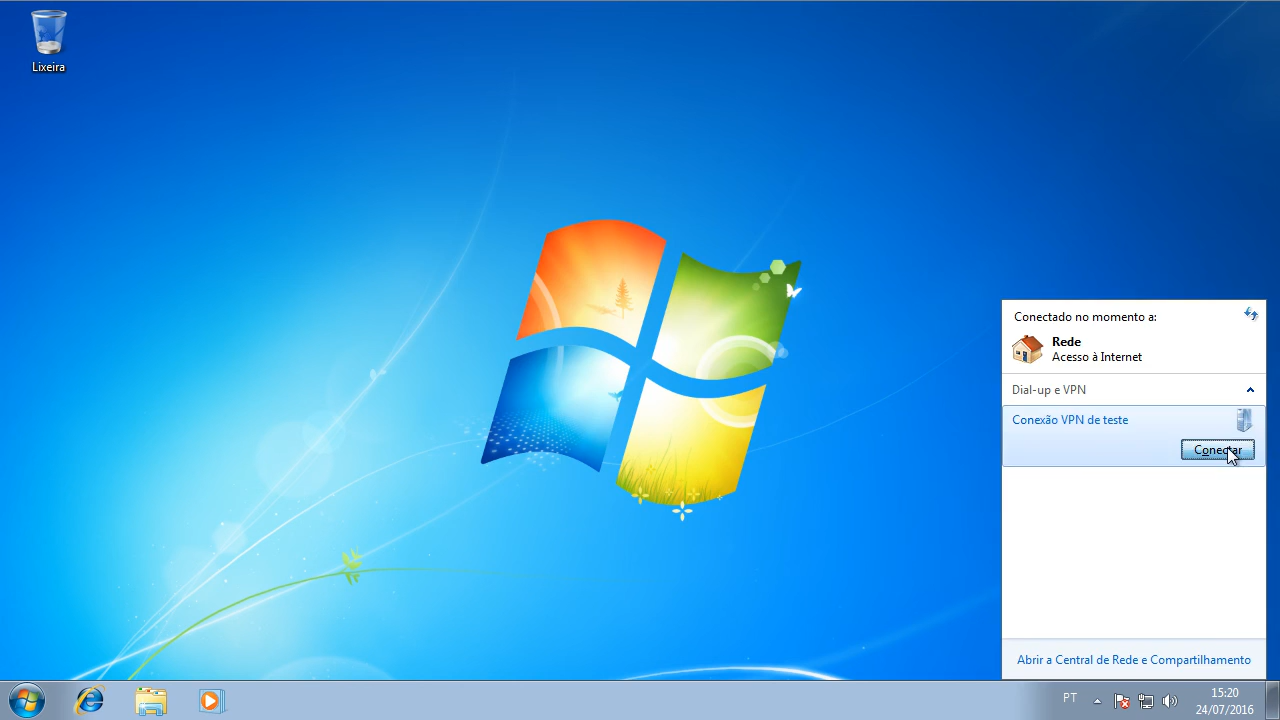 Lixeira
Conectado no momento a:
Rede
Acesso à Internet
Dial-up e VPN
Conexão VPN de teste
Conectar
Abrir a Central de Rede e Compartilhamento
PT
15:20
24/07/2016